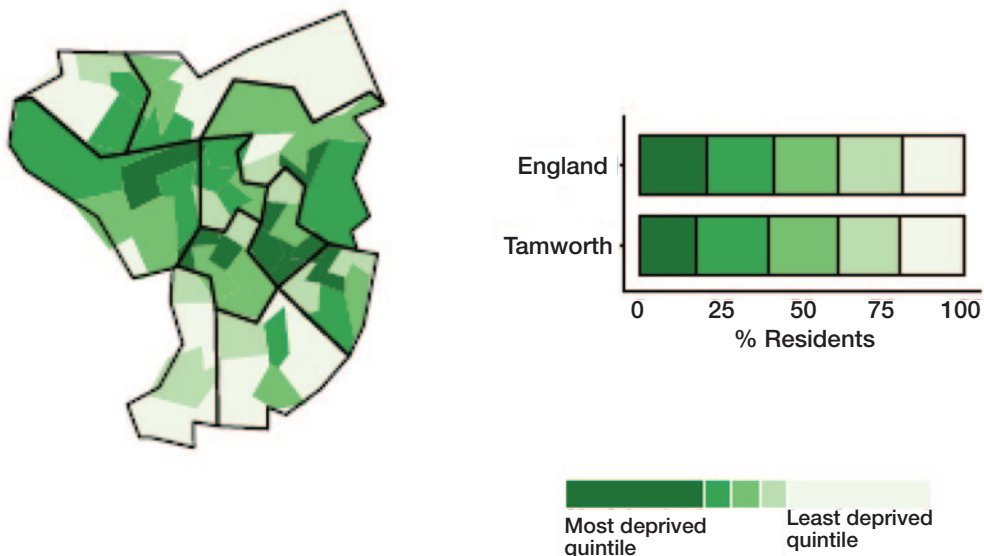 England
Tamworth
0 25 50 75 100
% Residents
Most deprived
quintile
Least deprived
quintile